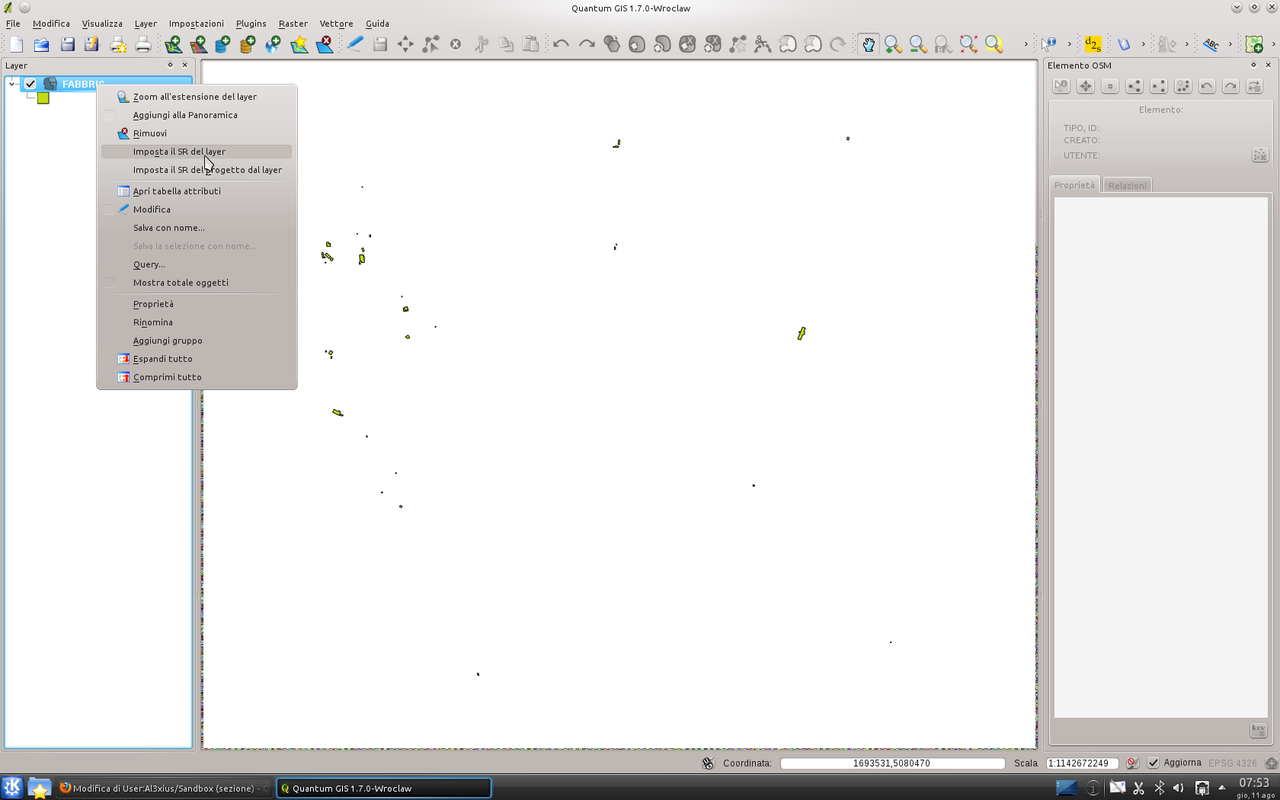 Quantum GIS 1.7.0-Wroclaw
File Modifica Visualizza Layer Impostazioni Plugins Raster Vettore Guida
Layer
FABBRIC
Zoom all'estensione del layer
Aggiungi alla Panoramica
Rimuovi
Imposta il SR del layer
Imposta il SR del progetto dal layer
Apri tabella attributi
Modifica
Salva con nome...
Salva la selezione con nome...
Query...
Mostra totale oggetti
Proprietà
Rinomina
Aggiungi gruppo
Espandi tutto
Comprimi tutto
Elemento OSM
Elemento:
TIPO, ID:
CREATO:
UTENTE:
Proprietà Relazioni
Coordinata: 1693531,5080470 Scala 1:1142672249 Aggiorna EPSG 4326
Modifica di User:Al3xius/Sandbox (sezione) -
Quantum GIS 1.7.0-Wroclaw
07:53
gio, 11 ago